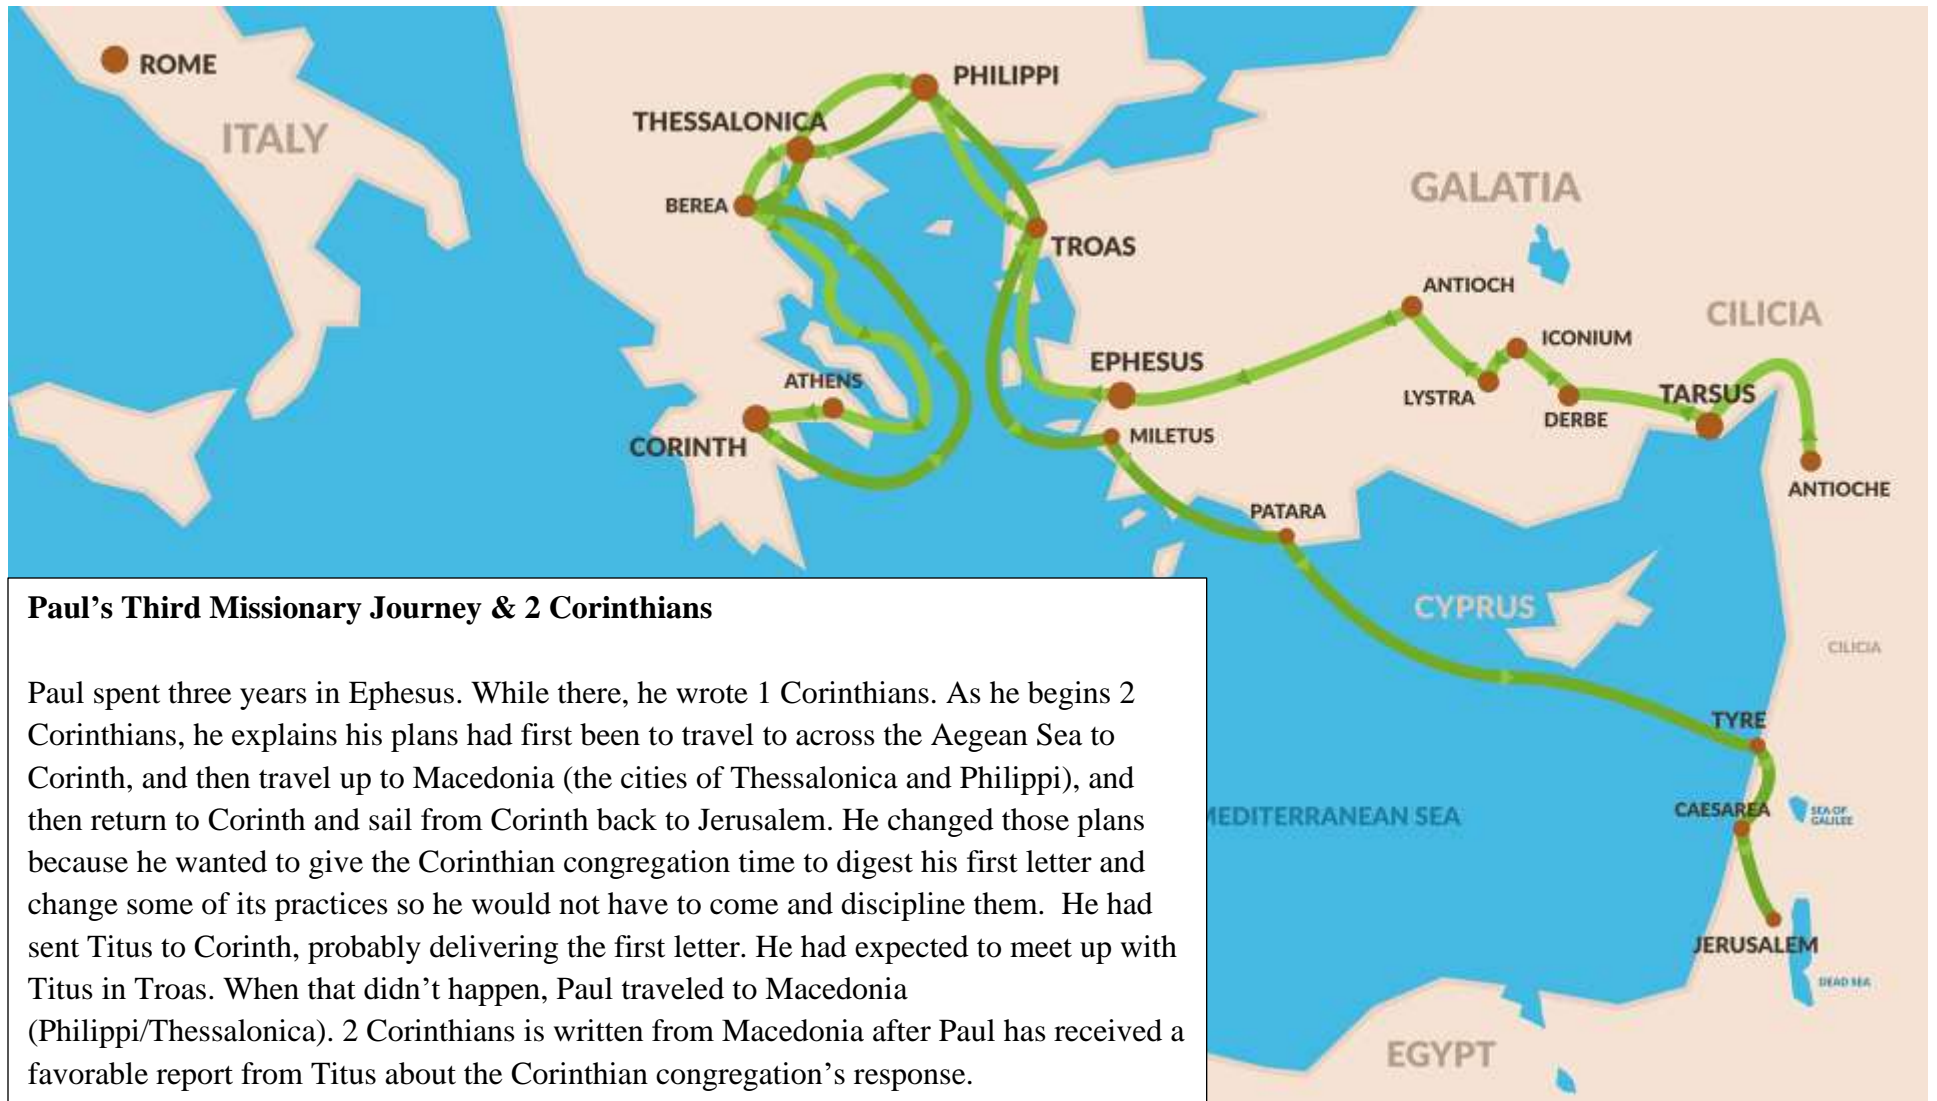 ROME
ITALY
PHILIPPI
THESSALONICA
BEREA
TROAS
GALATIA
ANTIOCH
CILICIA
ICONIUM
EPHESUS
ATHENS
LYSTRA
DERBE
TARSUS
CORINTH
MILETUS
ANTIOCHE
PATARA
CYPRUS
CILICIA
TYRE
CAESAREA
SEA OF
GALILEE
MEDITERRANEAN SEA
JERUSALEM
DEAD SEA
EGYPT
Paul’s Third Missionary Journey & 2 Corinthians
Paul spent three years in Ephesus. While there, he wrote 1 Corinthians. As he begins 2
Corinthians, he explains his plans had first been to travel to across the Aegean Sea to
Corinth, and then travel up to Macedonia (the cities of Thessalonica and Philippi), and
then return to Corinth and sail from Corinth back to Jerusalem. He changed those plans
because he wanted to give the Corinthian congregation time to digest his first letter and
change some of its practices so he would not have to come and discipline them.  He had
sent Titus to Corinth, probably delivering the first letter. He had expected to meet up with
Titus in Troas. When that didn’t happen, Paul traveled to Macedonia
(Philippi/Thessalonica). 2 Corinthians is written from Macedonia after Paul has received a
favorable report from Titus about the Corinthian congregation’s response.